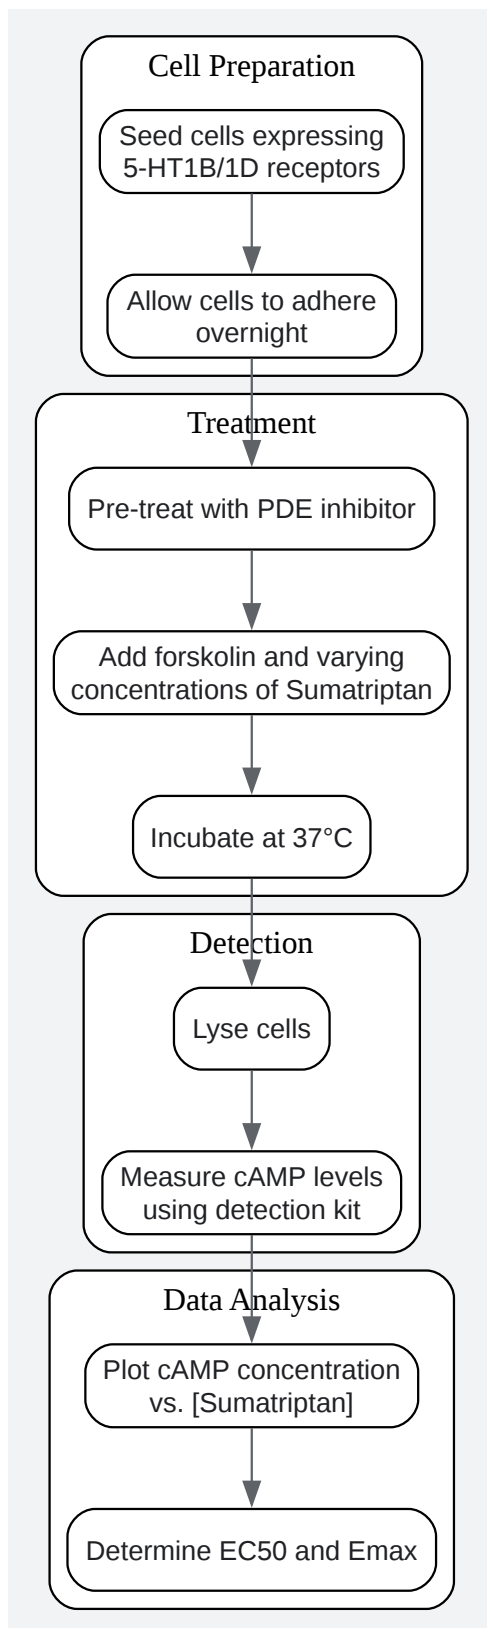 Cell Preparation
Seed cells expressing
5-HT1B/1D receptors
Allow cells to adhere
overnight
Treatment
Pre-treat with PDE inhibitor
Add forskolin and varying
concentrations of Sumatriptan
Incubate at 37°C
Detection
Lyse cells
Measure cAMP levels
using detection kit
Data Analysis
Plot cAMP concentration
vs. [Sumatriptan]
Determine EC50 and Emax